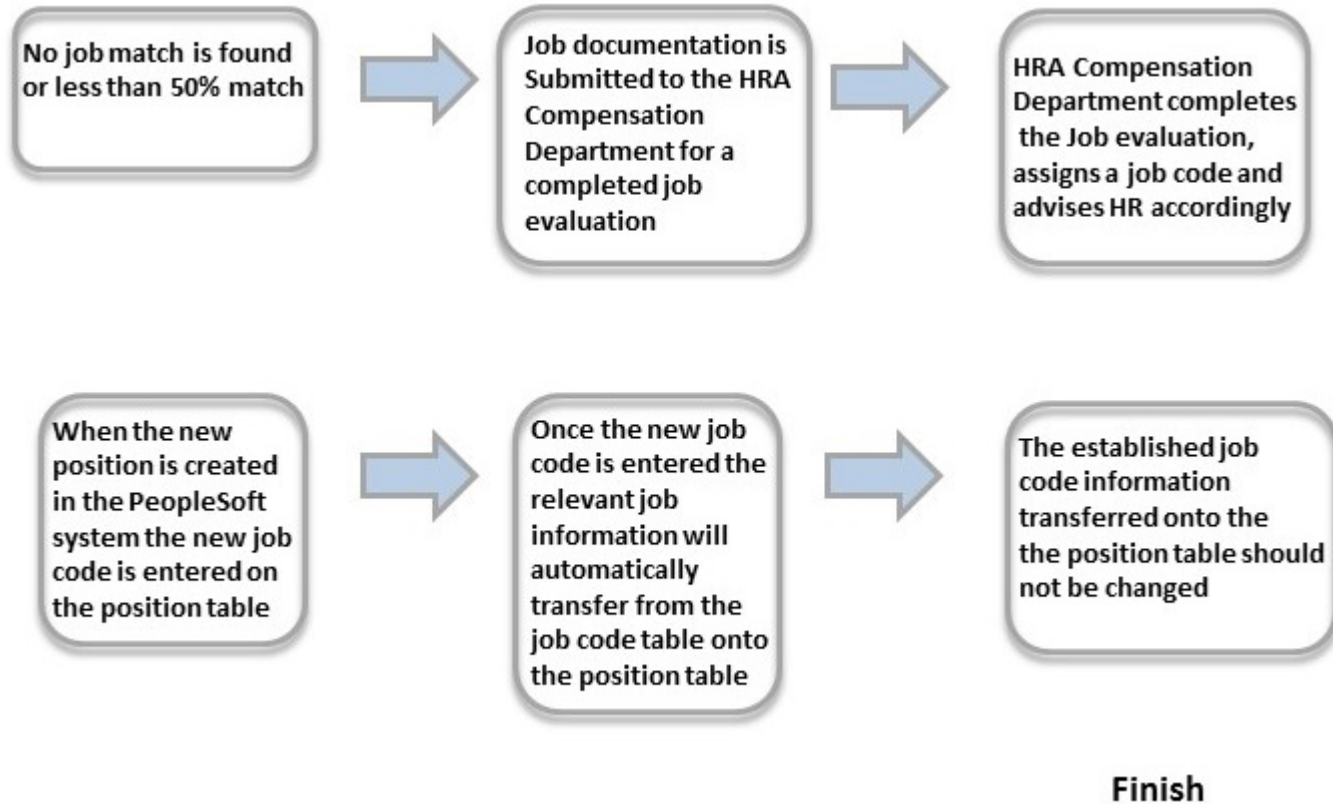 No job match is found
or less than 50% match
Job documentation is
Submitted to the HRA
Compensation
Department for a
completed job
evaluation
HRA Compensation
Department completes
the Job evaluation,
assigns a job code and
advises HR accordingly
When the new
position is created
in the PeopleSoft
system the new job
code is entered on
the position table
Once the new job
code is entered the
relevant job
information will
automatically
transfer from the
job code table onto
the position table
The established job
code information
transferred onto the
the position table should
not be changed
Finish